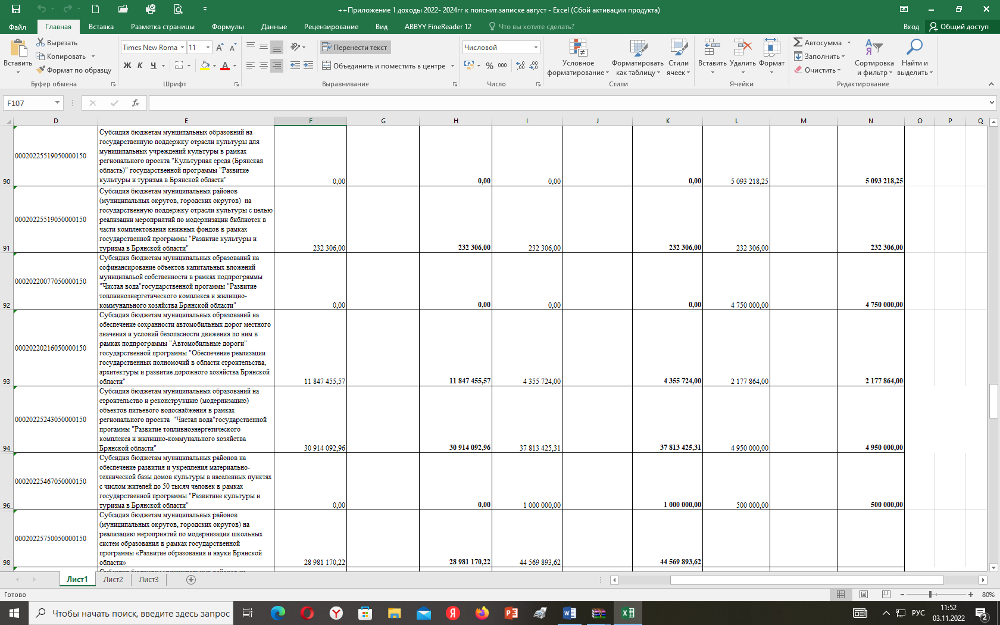 ++Приложение 1 доходы 2022- 2024гг к пояснит.записке август - Excel (Сбой активации продукта)
Файл Главная Вставка Разметка страницы Формулы Данные Рецензирование Вид ABBYY FineReader 12 Что вы хотите сделать? Вход Общий доступ
Вставить
Вырезать
Копировать
Формат по образцу
Буфер обмена
Times New Roma 11
Ж К Ч
Шрифт
Перенести текст
Объединить и поместить в центре
Выравнивание
Числовой
% 000
Число
Условное форматирование
Форматировать как таблицу
Стили ячеек
Стили
Вставить Удалить Формат
Ячейки
Автосумма
Заполнить
Очистить
Сортировка и фильтр
Найти и выделить
Редактирование
F107 fx
D E F G H I J K L M N O P Q
Субсидия бюджетам мунципальных образовний на
государственную поддержку отрасли культуры для
муниципальных учреждений культуры в рамках
00020225519050000150
регионального проекта "Культурная среда (Брянская
область)" государственной программы "Развитие
культуры и туризма в Брянской области"
90 0,00 0,00 0,00 0,00 5 093 218,25 5 093 218,25
Субсидия бюджетам муниципальных районов
(муниципальных округов, городских округов) на
государственную поддержку отрасли культуры с целью
00020225519050000150
реализации мероприятий по модернизации библиотек в
части комплектования книжных фондов в рамках
государственной программы "Развитие культуры и
туризма в Брянской области"
91 232 306,00 232 306,00 232 306,00 232 306,00 232 306,00 232 306,00
Субсидия бюджетам муниципальных образований на
софинансирование объектов капитальных вложений
муниципальой собственности в рамках подпрограммы
00020220077050000150
"Чистая вода"государственной прогаммы "Развитие
топливноэнергетического комплекса и жилищно-
коммунального хозяйства Брянской области"
92 0,00 0,00 0,00 0,00 4 750 000,00 4 750 000,00
Субсидия бюджетам муниципальных образований на
обеспечение сохранности автомобильных дорог местного
значения и условий безопасности движения по ним в
рамках подпрограммы "Автомобильные дороги"
00020220216050000150
государственной программы "Обеспечение реализации
государственных полномочий в области строительства,
архитектуры и развитие дорожного хозяйства Брянской
области"
93 11 847 455,57 11 847 455,57 4 355 724,00 4 355 724,00 2 177 864,00 2 177 864,00
Субсидия бюджетам муниципальных образований на
строительство и реконструкцию (модернизацию)
объектов питьевого водоснабжения в рамках
00020225243050000150
регионального проекта "Чистая вода"государственной
прогаммы "Развитие топливноэнергетического
комплекса и жилищно-коммунального хозяйства
Брянской области"
94 30 914 092,96 30 914 092,96 37 813 425,31 37 813 425,31 4 950 000,00 4 950 000,00
Субсидия бюджетам муниципальных районов на
обеспечение развития и укрепления материально-
технической базы домов культуры в населенных пунктах
00020225467050000150
с числом жителей до 50 тысяч человек в рамках
государственной программы "Развитине культуры и
туризма в Брянской области"
96 0,00 0,00 1 000 000,00 1 000 000,00 500 000,00 500 000,00
Субсидия бюджетам муниципальных районов
(муниципальных округов, городских округов) на
реализацию мероприятий по модернизации школьных
00020225750050000150
систем образования в рамках государственной
программы «Развитие образования и науки Брянской
области»
98 28 981 170,22 28 981 170,22 44 569 893,62 44 569 893,62
Лист1 Лист2 Лист3
Готово 80%
Чтобы начать поиск, введите здесь запрос
РУС
11:52
03.11.2022
2